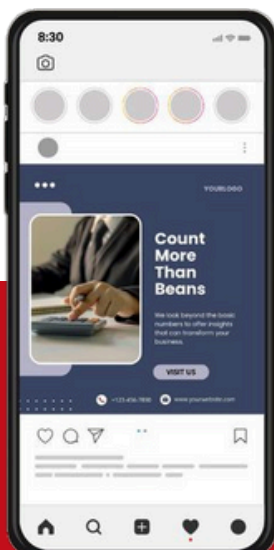 8:30
YOURLOGO
Count
More
Than
Beans
We look beyond the basic
numbers to offer insights
that can transform your
business.
VISIT US
+123-456-7890
www.yourwebsite.com